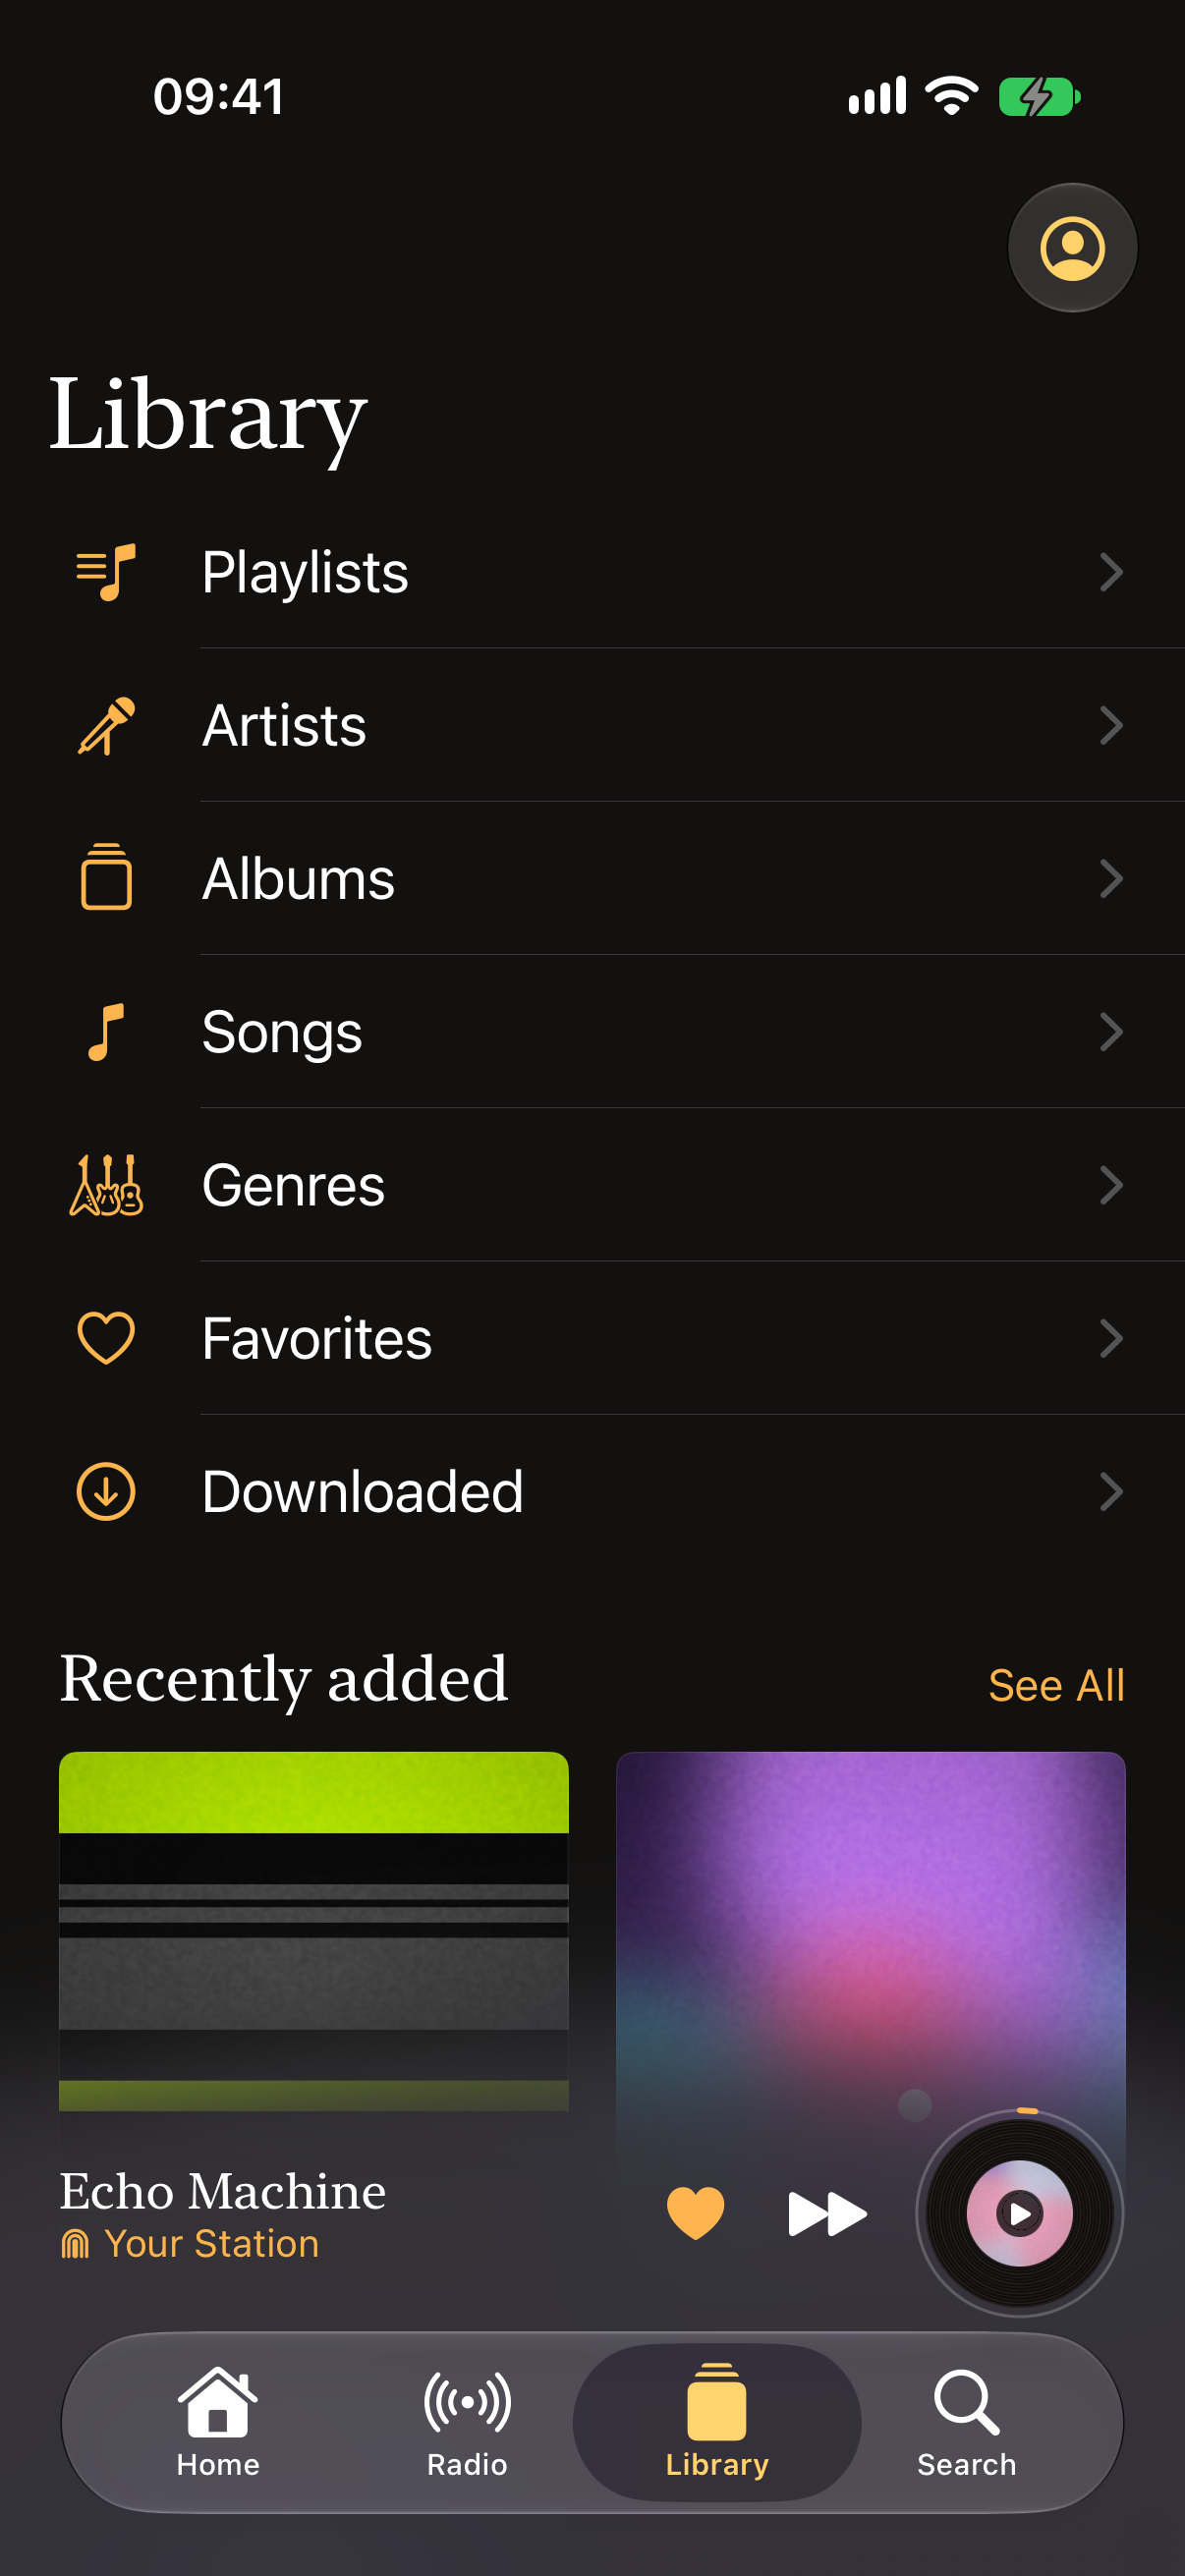 09:41
Library
Playlists
Artists
Albums
Songs
Genres
Favorites
Downloaded
Recently added
See All
Echo Machine
Your Station
Home
Radio
Library
Search